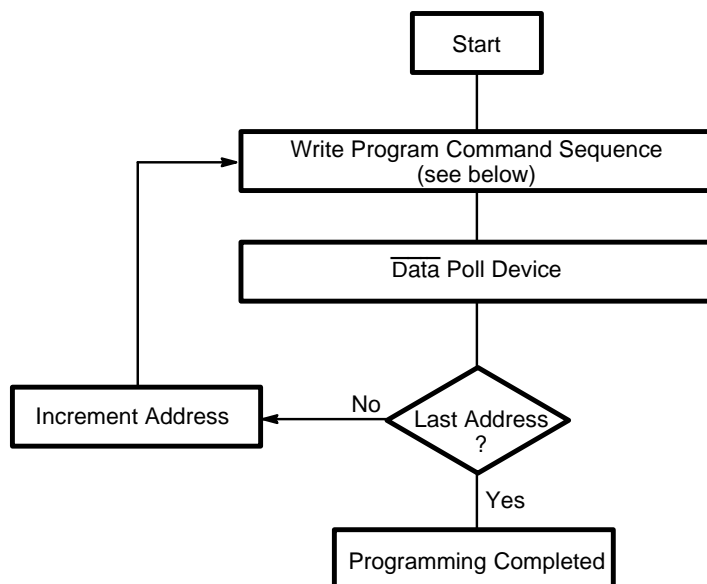 Start
Write Program Command Sequence
(see below)
Data Poll Device
No
Last Address
?
Increment Address
Yes
Programming Completed